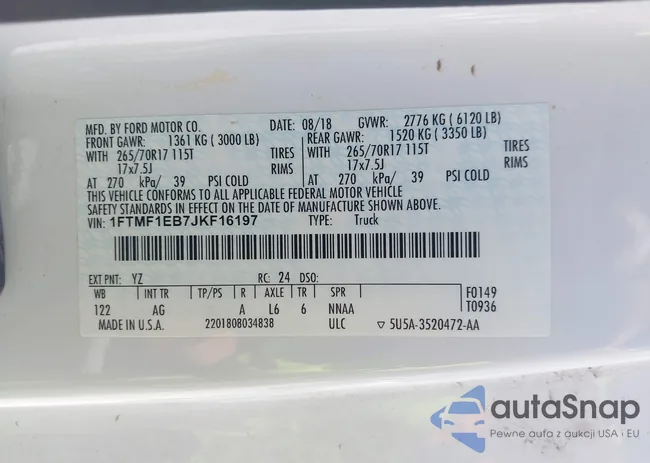 MFD. BY FORD MOTOR CO.
DATE: 08/18 GVWR: 2776 KG ( 6120 LB)
FRONT GAWR: 1361 KG ( 3000 LB)
REAR GAWR: 1520 KG ( 3350 LB)
WITH 265/70R17 115T TIRES
WITH 265/70R17 115T TIRES
17x7.5J RIMS
17x7.5J RIMS
AT 270 kPa/ 39 PSI COLD
AT 270 kPa/ 39 PSI COLD
THIS VEHICLE CONFORMS TO ALL APPLICABLE FEDERAL MOTOR VEHICLE
SAFETY STANDARDS IN EFFECT ON THE DATE OF MANUFACTURE SHOWN ABOVE.
VIN: 1FTMF1EB7JKF16197 TYPE: Truck
EXT PNT: YZ RC: 24 DSO:
WB INT TR TP/PS R AXLE TR SPR F0149
122 AG A L6 6 NNAA T0936
MADE IN U.S.A. 2201808034838 ULC ▽ 5U5A-3520472-AA
autaSnap
Pewne auta z aukcji USA i EU